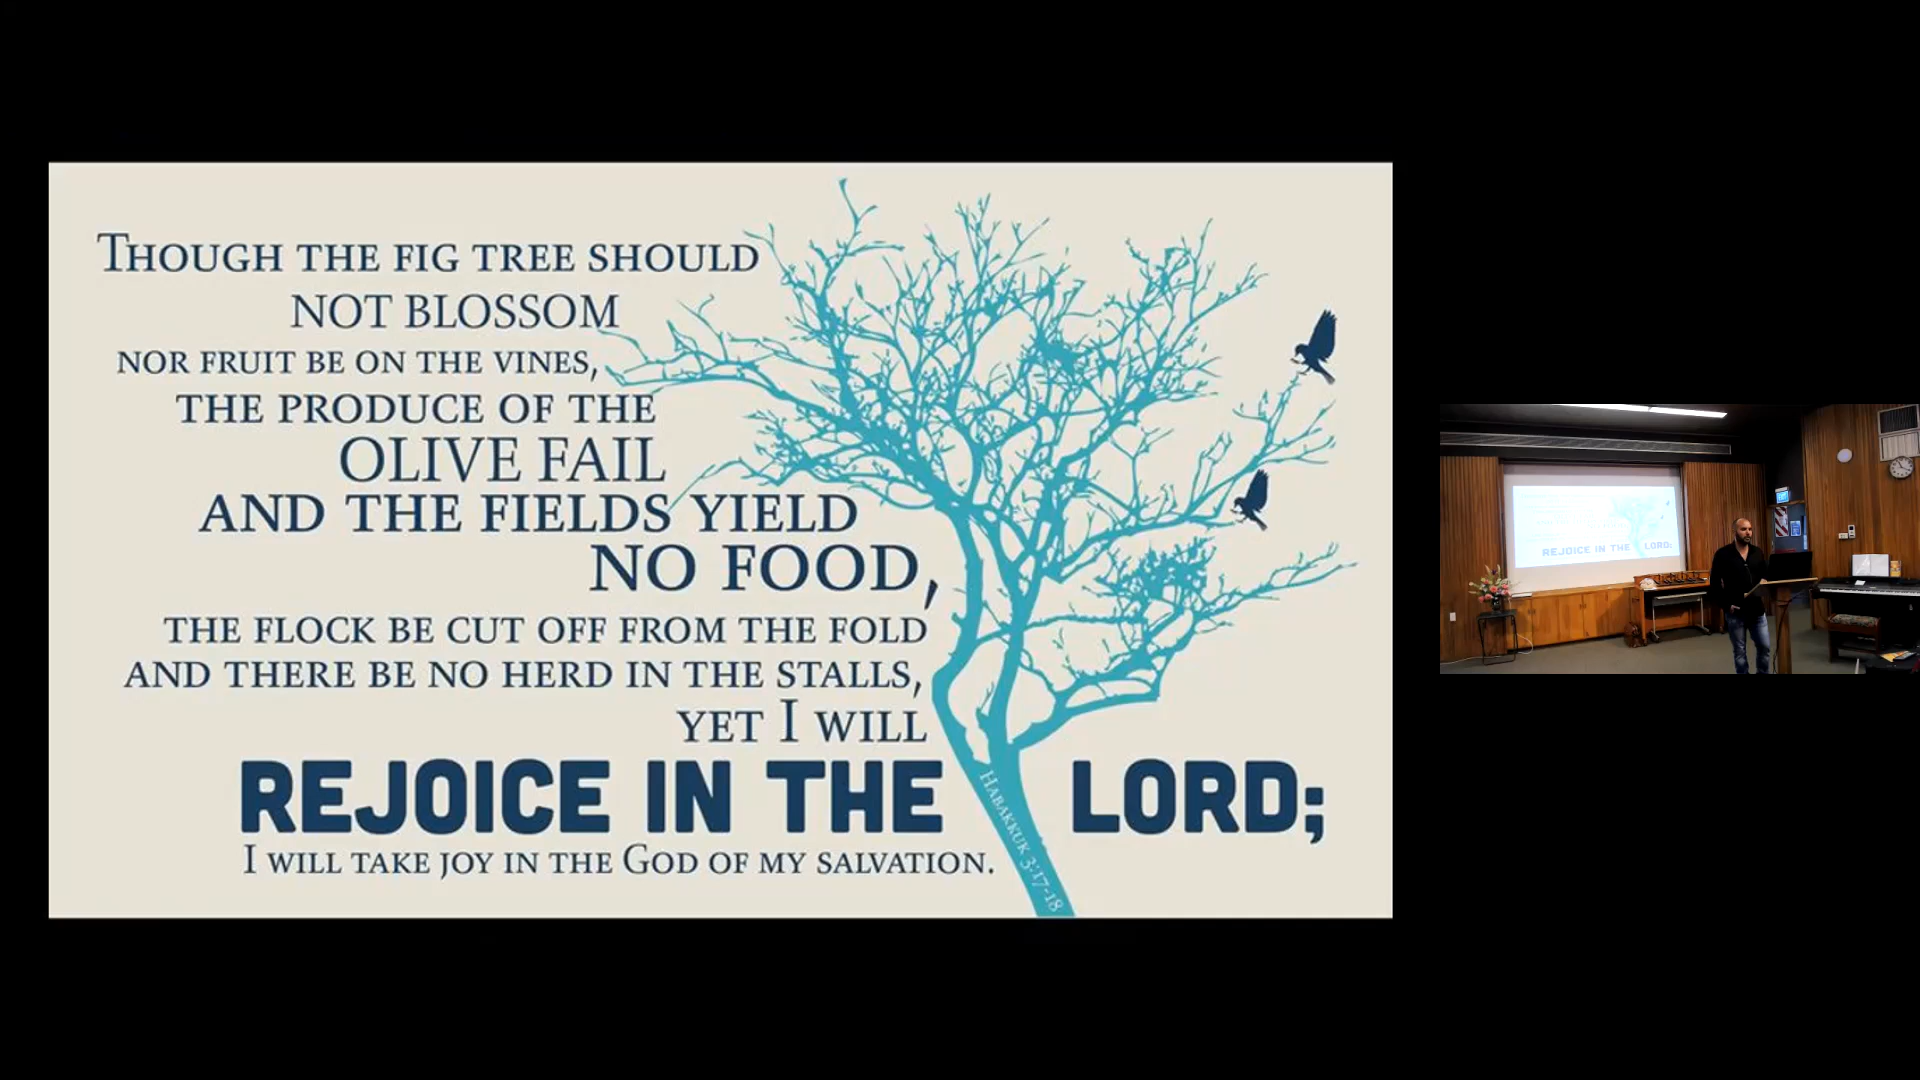 Though the fig tree should
not blossom
nor fruit be on the vines,
the produce of the
olive fail
and the fields yield
no food,
the flock be cut off from the fold
and there be no herd in the stalls,
yet I will
REJOICE IN THE LORD;
I will take joy in the God of my salvation.
Habakkuk 3:17-18
REJOICE IN THE LORD;